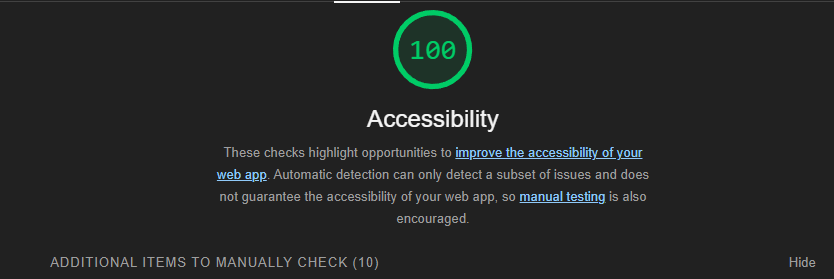 100
Accessibility
These checks highlight opportunities to improve the accessibility of your
web app. Automatic detection can only detect a subset of issues and does
not guarantee the accessibility of your web app, so manual testing is also
encouraged.
ADDITIONAL ITEMS TO MANUALLY CHECK (10) Hide